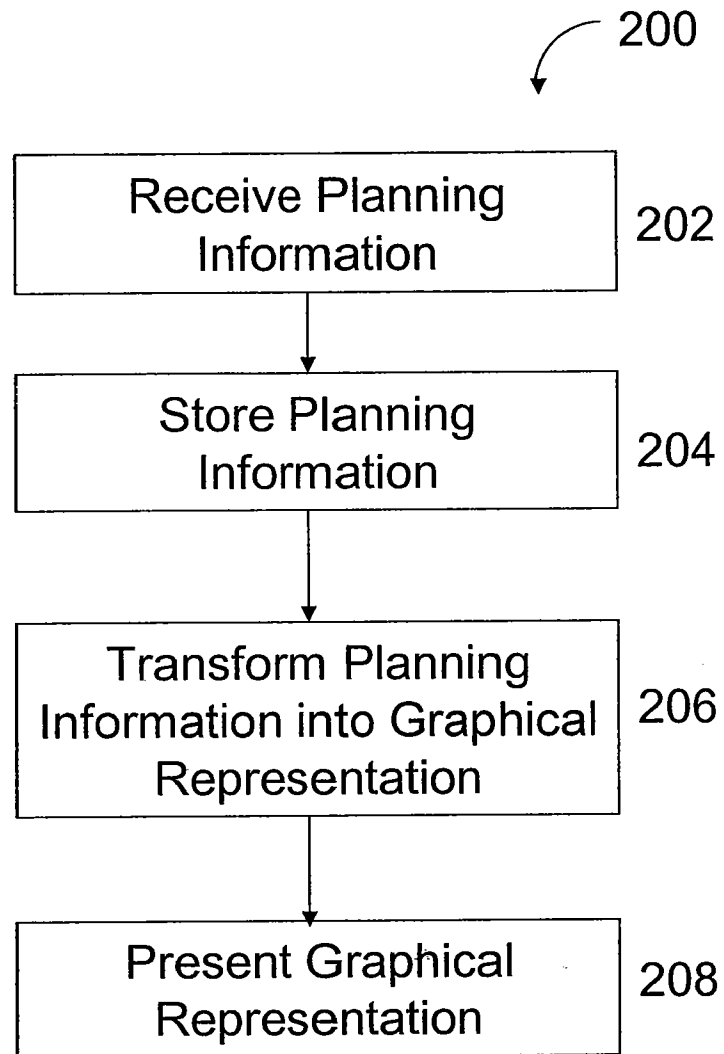 200
Receive Planning
Information
202
Store Planning
Information
204
Transform Planning
Information into Graphical
Representation
206
Present Graphical
Representation
208